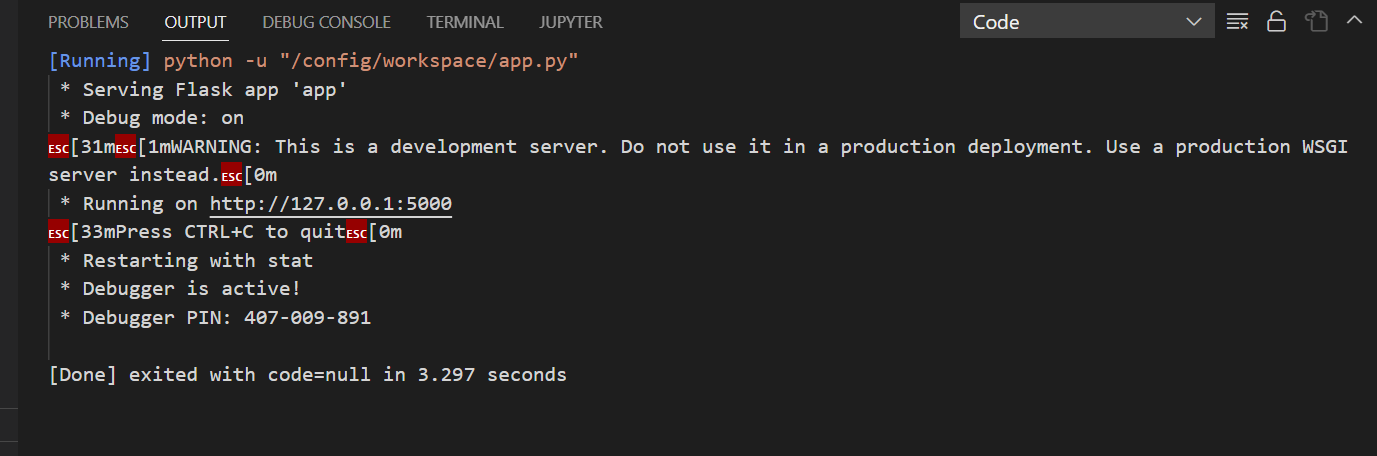 PROBLEMS OUTPUT DEBUG CONSOLE TERMINAL JUPYTER Code
[Running] python -u "/config/workspace/app.py"
 * Serving Flask app 'app'
 * Debug mode: on
ESC[31mESC[1mWARNING: This is a development server. Do not use it in a production deployment. Use a production WSGI
server instead.ESC[0m
 * Running on http://127.0.0.1:5000
ESC[33mPress CTRL+C to quitESC[0m
 * Restarting with stat
 * Debugger is active!
 * Debugger PIN: 407-009-891
[Done] exited with code=null in 3.297 seconds